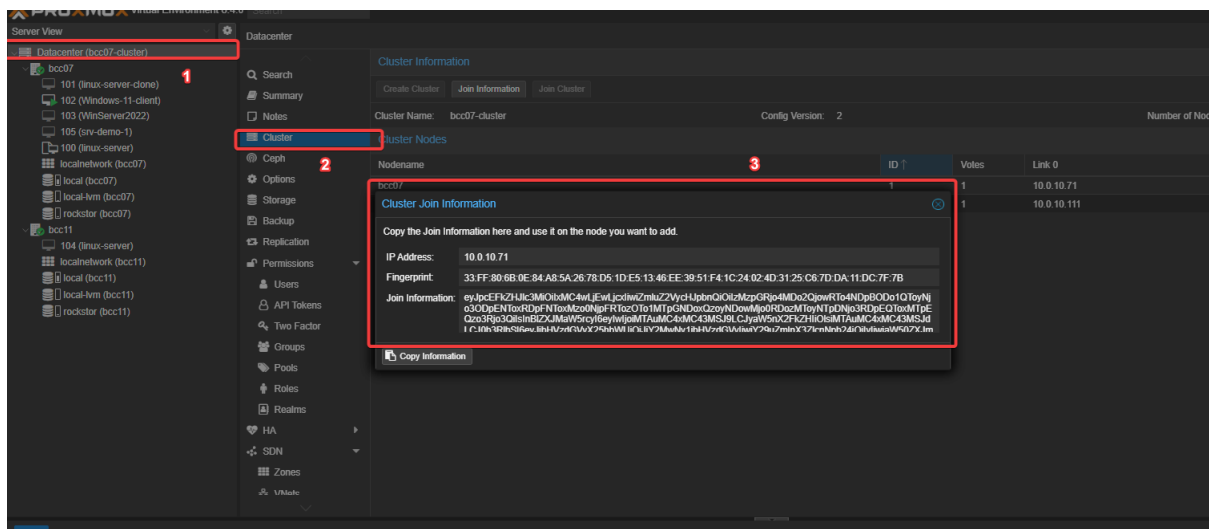 PROXMOX Virtual Environment 8.4.0 Search
Server View
Datacenter
Datacenter (bcc07-cluster)
bcc07
101 (linux-server-clone)
102 (Windows-11-client)
103 (WinServer2022)
105 (srv-demo-1)
100 (linux-server)
localnetwork (bcc07)
local (bcc07)
local-lvm (bcc07)
rockstor (bcc07)
bcc11
104 (linux-server)
localnetwork (bcc11)
local (bcc11)
local-lvm (bcc11)
rockstor (bcc11)
1
Search
Summary
Notes
Cluster
2
Ceph
Options
Storage
Backup
Replication
Permissions
Users
API Tokens
Two Factor
Groups
Pools
Roles
Realms
HA
SDN
Zones
VNets
Cluster Information
Create Cluster Join Information Join Cluster
Cluster Name: bcc07-cluster Config Version: 2 Number of Noc
Cluster Nodes
3
Nodename ID Votes Link 0
bcc07 1 1 10.0.10.71
1 10.0.10.111
Cluster Join Information
Copy the Join Information here and use it on the node you want to add.
IP Address: 10.0.10.71
Fingerprint: 33:FF:80:6B:0E:84:A8:5A:26:78:D5:1D:E5:13:46:EE:39:51:F4:1C:24:02:4D:31:25:C6:7D:DA:11:DC:7F:7B
Join Information:
Copy Information